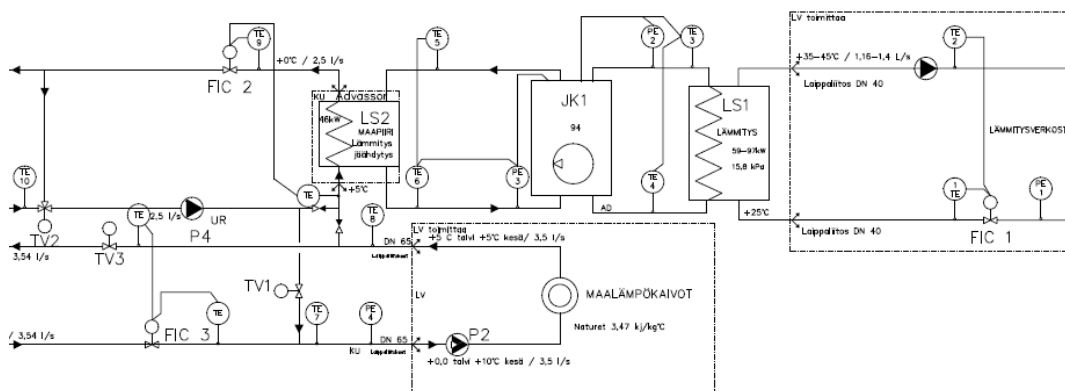 TE 9
+0℃ / 2,5 l/s
FIC 2
TE 5
PE 2
TE 3
LV toimittaa
+35-45℃ / 1,16-1,4 L/s
TE 2
Laippaliitos DN 40
KU Advassor
46kW
LS2
MAAPIIRI
Lämmitys
jäähdytys
JK1
94
LS1
LÄMMITYS
59-97kW
15,8 kPa
LÄMMITYSVERKOST
TE 10
TE 6
PE 3
TE 4
+5℃
TE
AD
+25℃
1 TE
PE 1
Laippaliitos DN 40
FIC 1
TE
2,5 l/s
UR
P4
TV2
TV3
TE 8
DN 65
LV toimittaa
+5 C talvi +5℃ kesä/ 3,5 l/s
3,54 l/s
TV1
LV
MAALÄMPÖKAIVOT
Naturet 3,47 kj/kg℃
TE
TE 7
PE 4
/ 3,54 l/s
FIC 3
DN 65
KU
P2
+0,0 talvi +10℃ kesä / 3,5 l/s